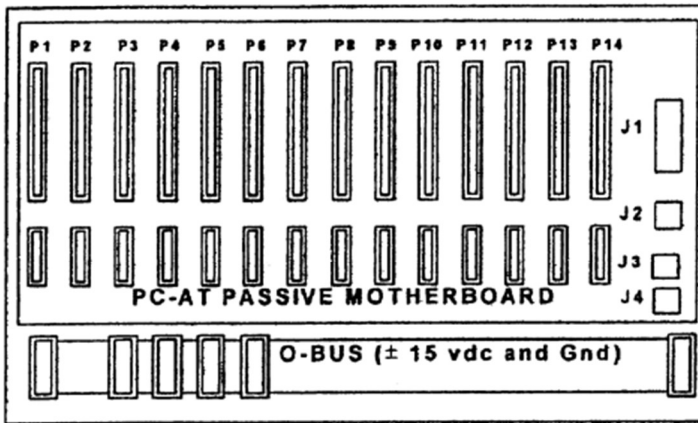 P1 P2 P3 P4 P5 P6 P7 P8 P9 P10 P11 P12 P13 P14
J1
J2
J3
J4
PC-AT PASSIVE MOTHERBOARD
O-BUS (± 15 vdc and Gnd)